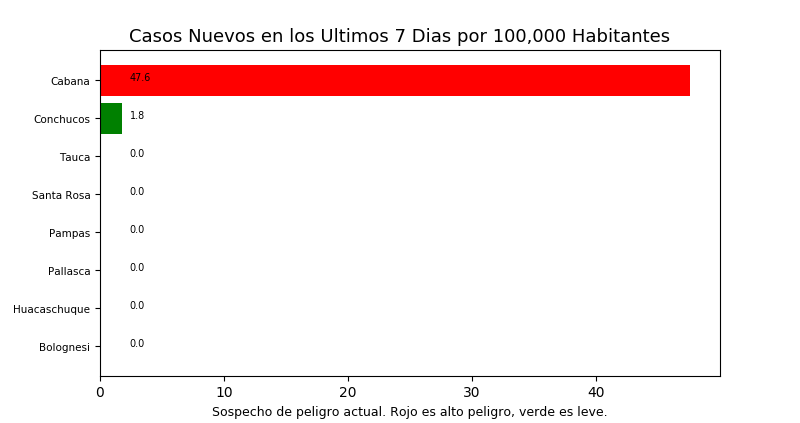 Casos Nuevos en los Ultimos 7 Dias por 100,000 Habitantes
Cabana 47.6
Conchucos 1.8
Tauca 0.0
Santa Rosa 0.0
Pampas 0.0
Pallasca 0.0
Huacaschuque 0.0
Bolognesi 0.0
0 10 20 30 40
Sospecho de peligro actual. Rojo es alto peligro, verde es leve.